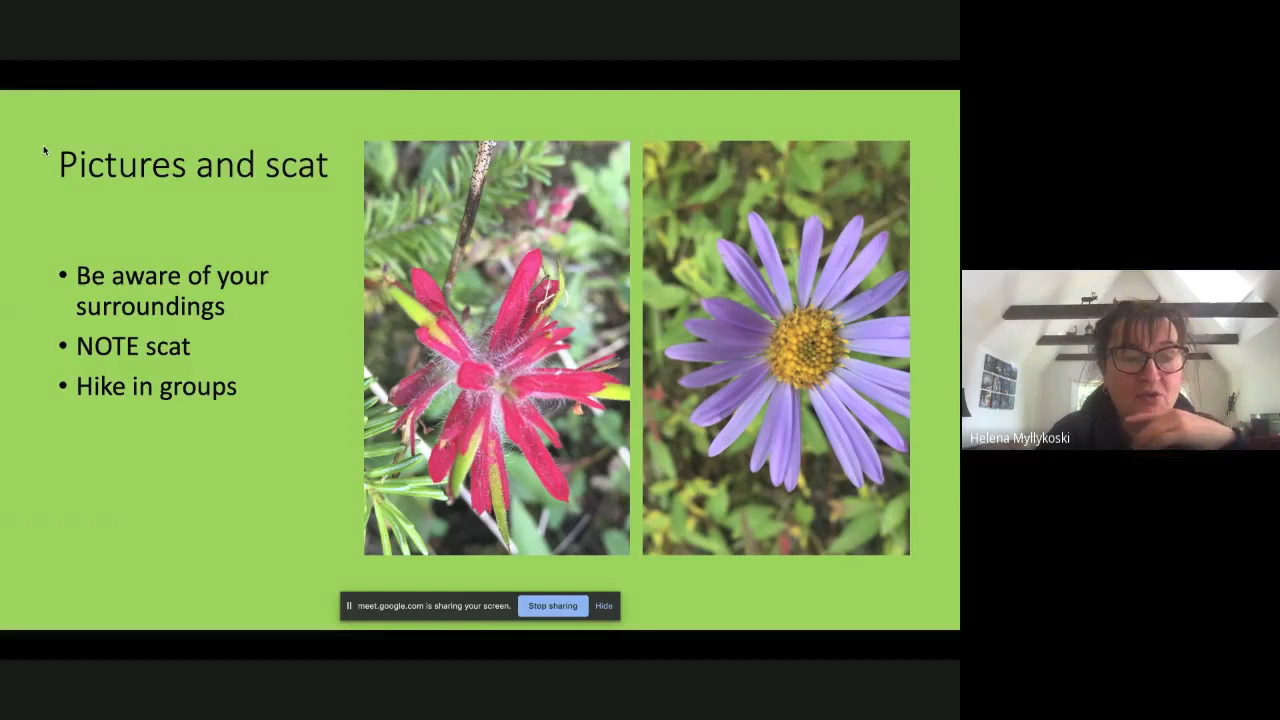 Pictures and scat
• Be aware of your
surroundings
• NOTE scat
• Hike in groups
meet.google.com is sharing your screen.
Stop sharing
Hide
Helena Myllykoski